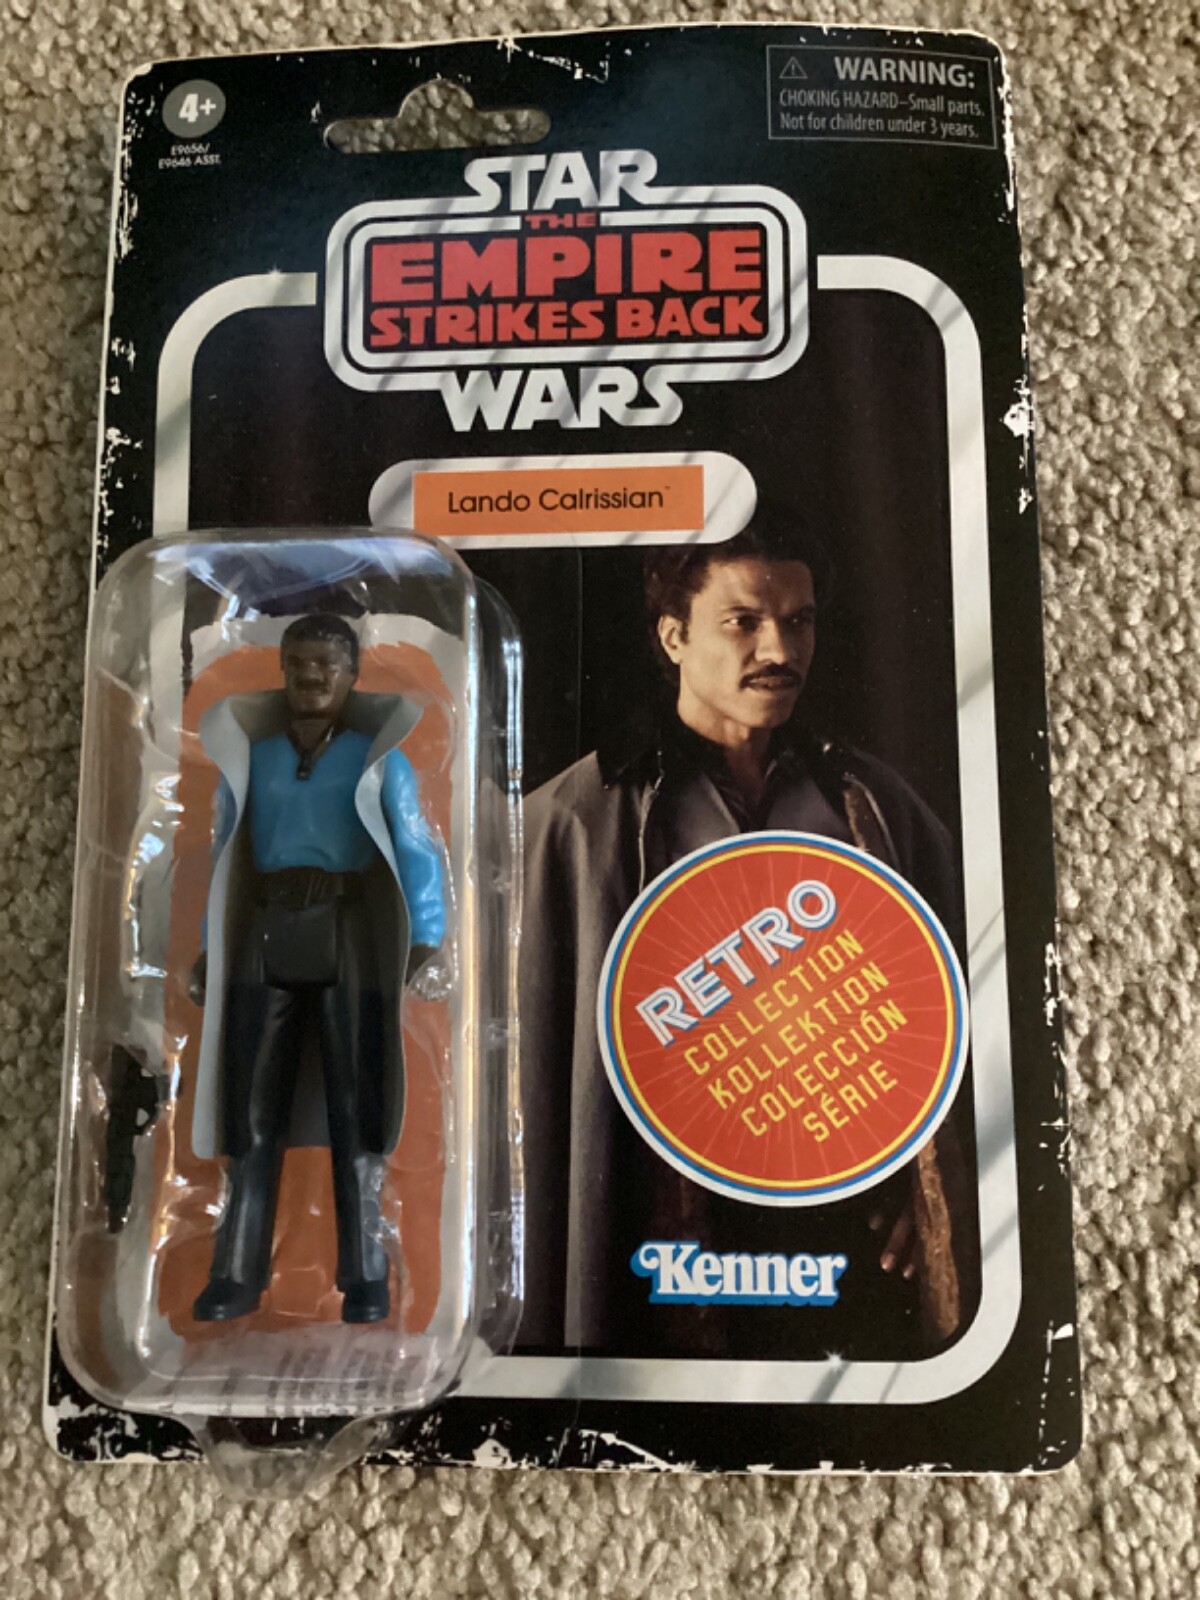 4+
E9656/
E9646 ASST.
WARNING:
CHOKING HAZARD–Small parts.
Not for children under 3 years.
STAR
THE
EMPIRE
STRIKES BACK
WARS
Lando Calrissian™
RETRO
COLLECTION
KOLLEKTION
COLECCIÓN
SÉRIE
Kenner